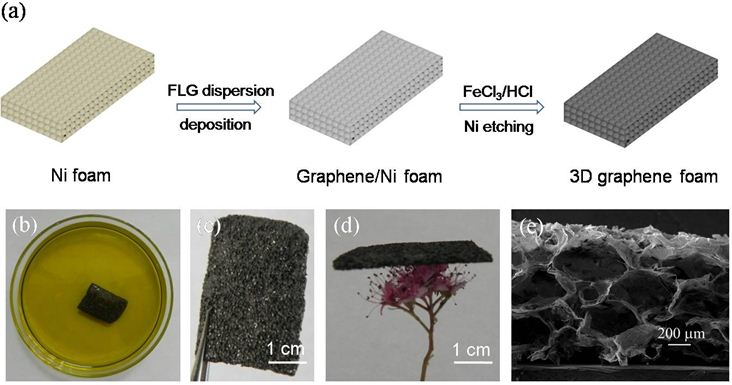 (a)
FLG dispersion
deposition
FeCl₃/HCl
Ni etching
Ni foam
Graphene/Ni foam
3D graphene foam
(b)
(c)
1 cm
(d)
1 cm
(e)
200 μm